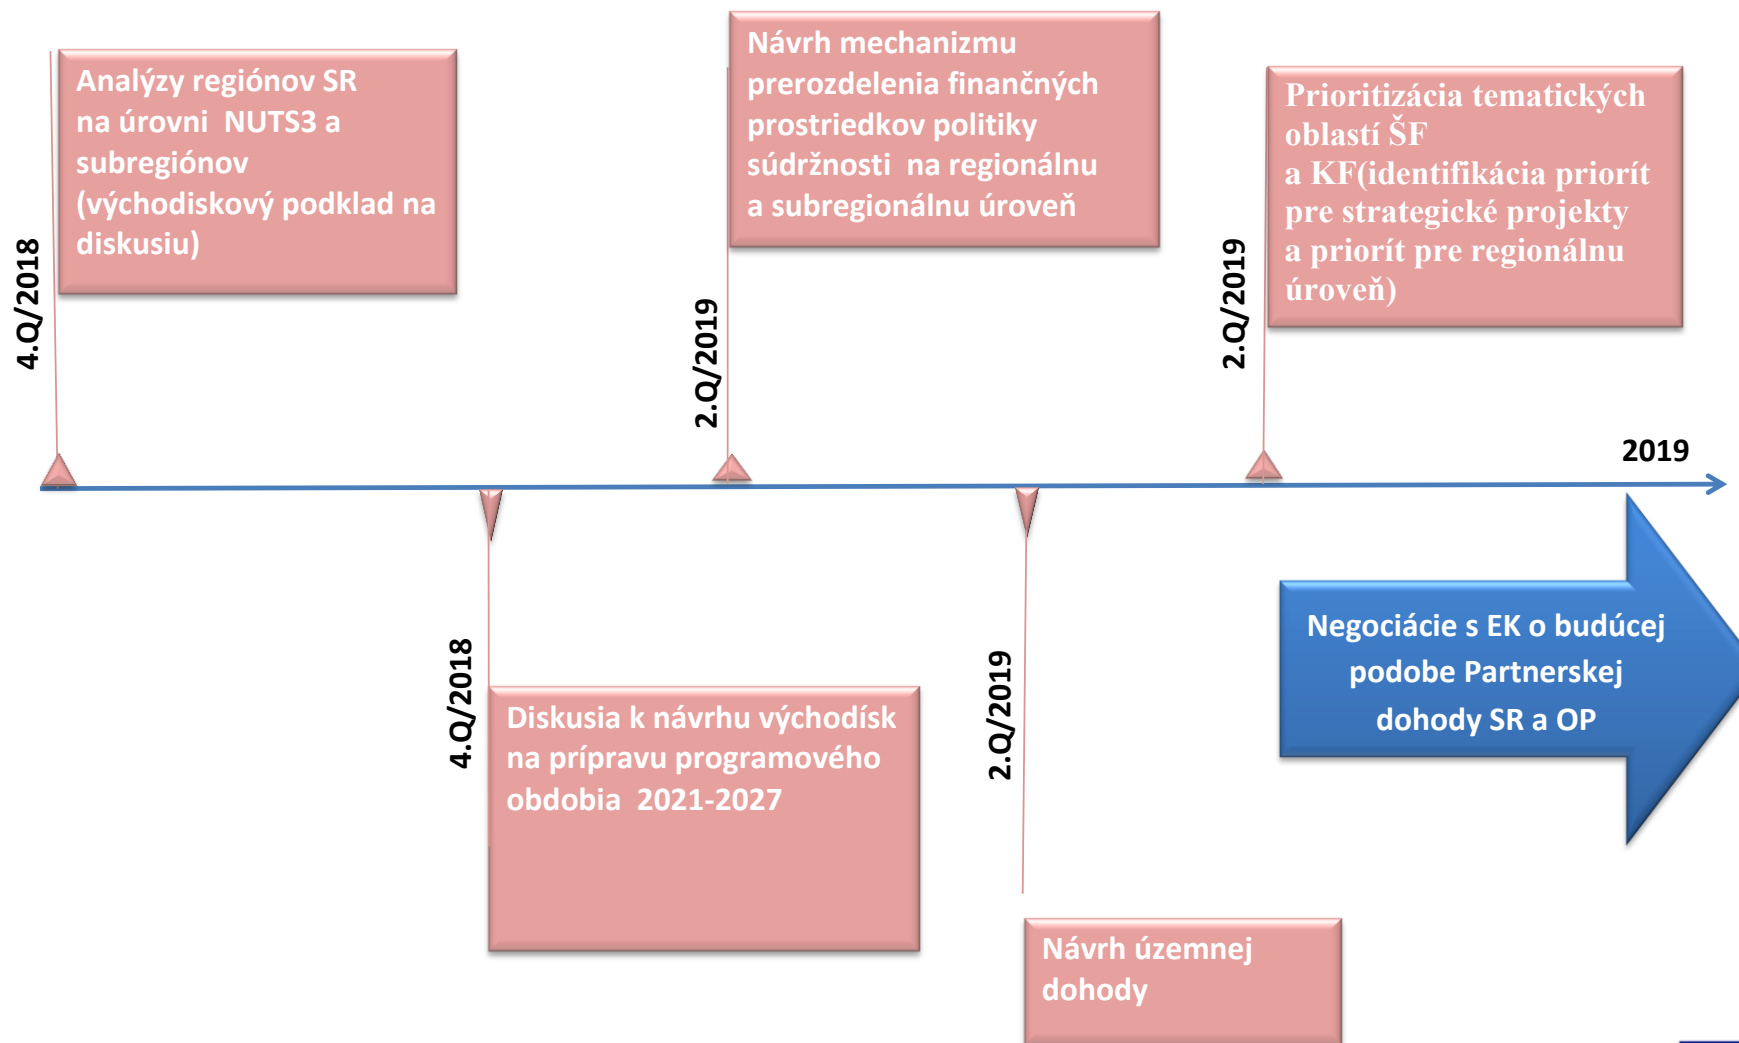 4.Q/2018
Analýzy regiónov SR
na úrovni  NUTS3 a
subregiónov
(východiskový podklad na
diskusiu)
2.Q/2019
Návrh mechanizmu
prerozdelenia finančných
prostriedkov politiky
súdržnosti  na regionálnu
a subregionálnu úroveň
2.Q/2019
Prioritizácia tematických
oblastí ŠF
a KF(identifikácia priorít
pre strategické projekty
a priorít pre regionálnu
úroveň)
2019
4.Q/2018
Diskusia k návrhu východísk
na prípravu programového
obdobia  2021-2027
2.Q/2019
Návrh územnej
dohody
Negociácie s EK o budúcej
podobe Partnerskej
dohody SR a OP